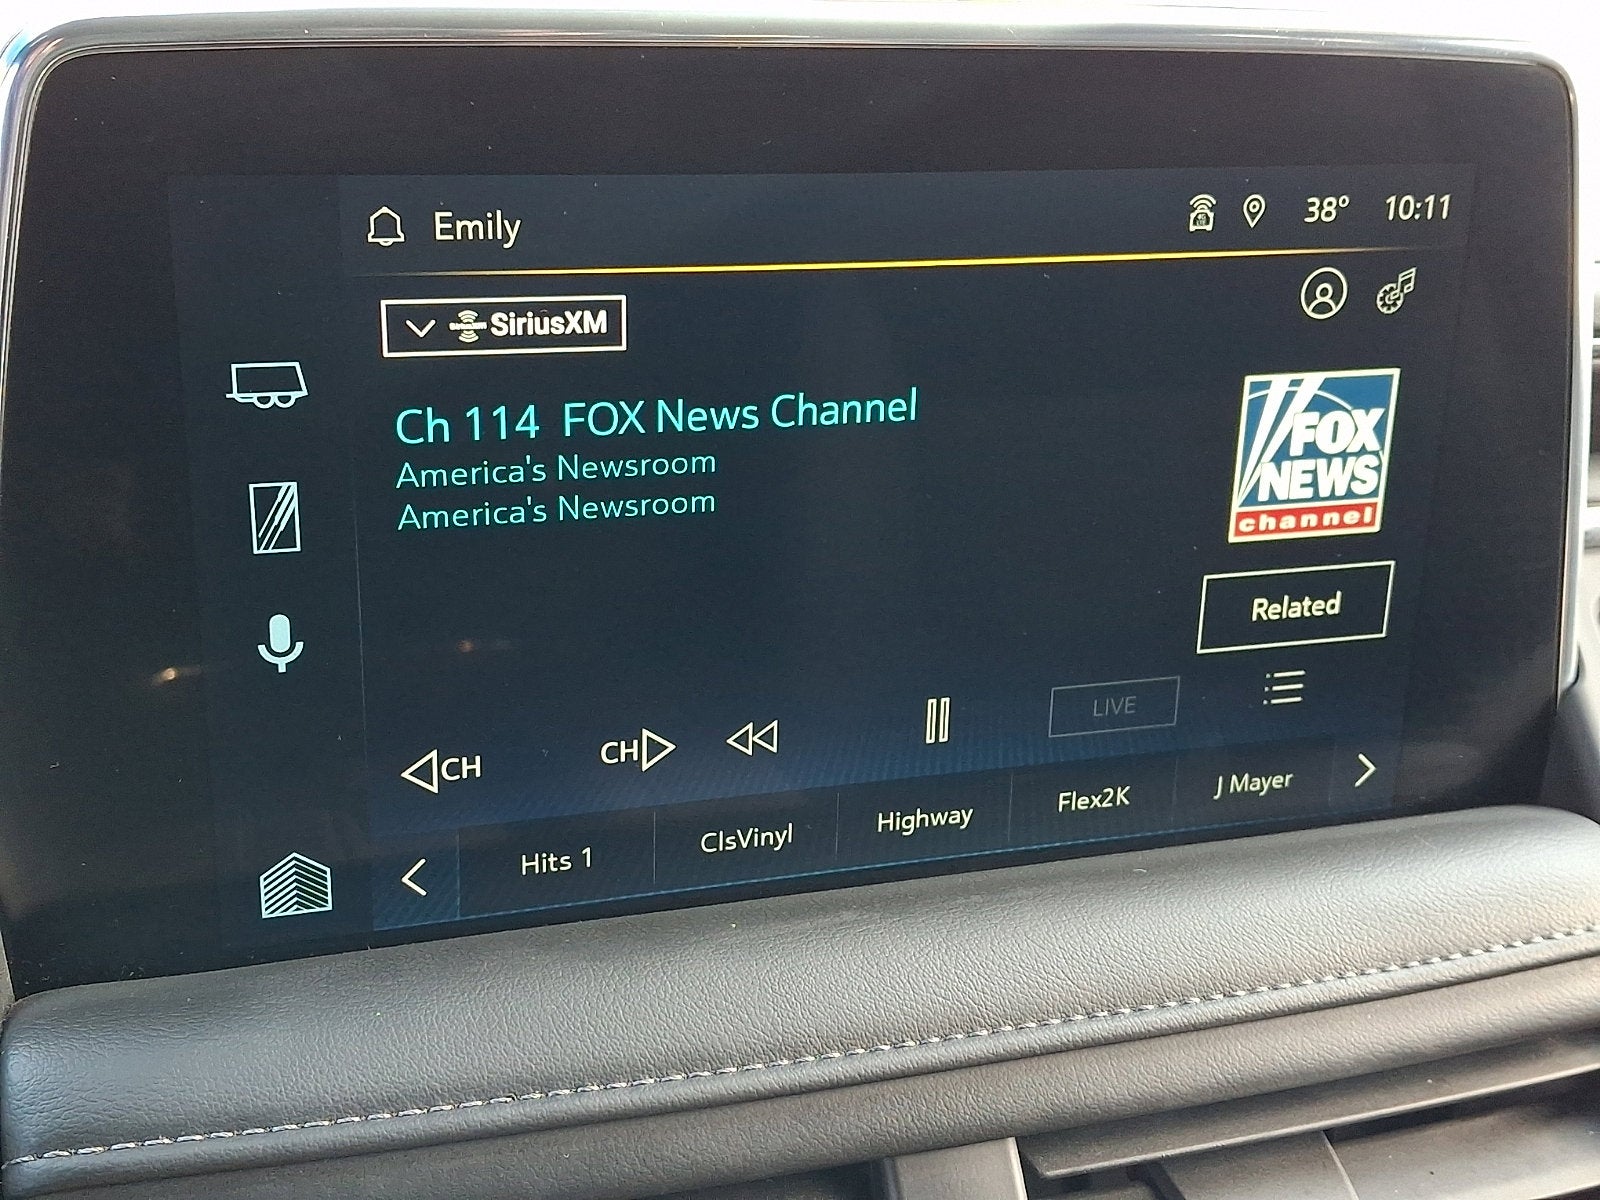 Emily
38° 10:11
SiriusXM
Ch 114 FOX News Channel
America's Newsroom
America's Newsroom
FOX
NEWS
channel
Related
CH
CH
LIVE
Hits 1
ClsVinyl
Highway
Flex2K
J Mayer